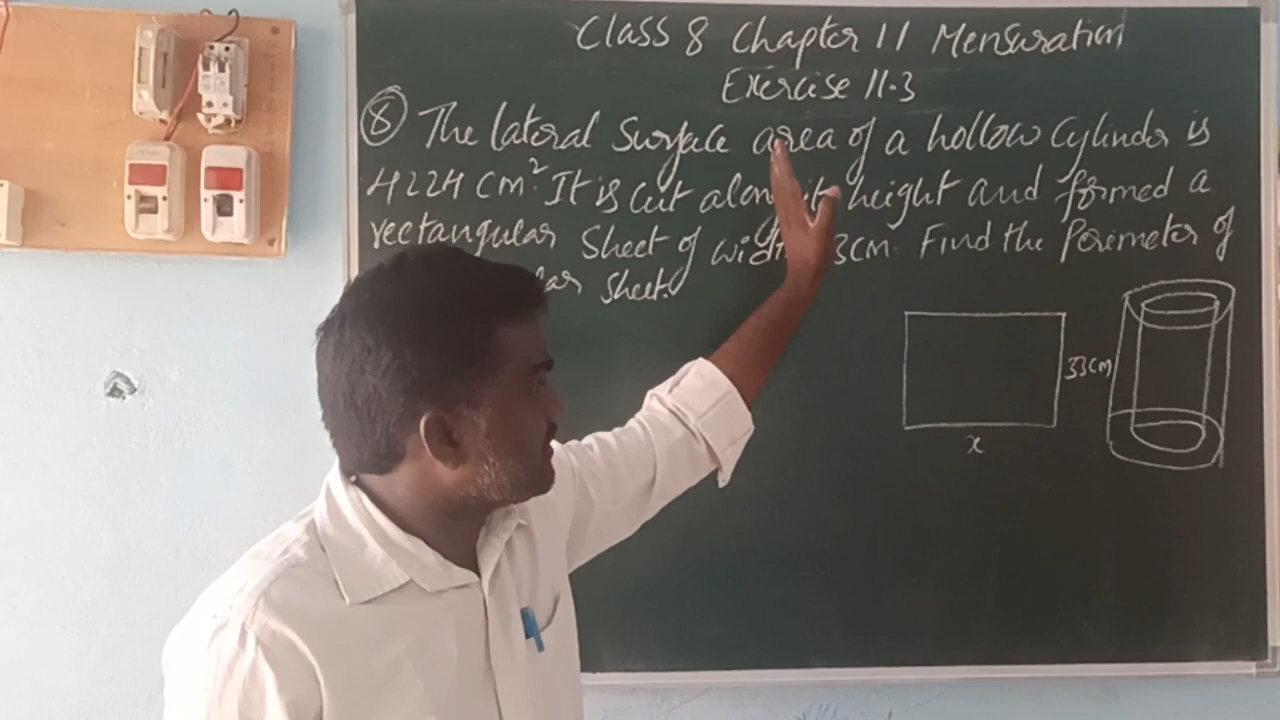 Class 8 Chapter 11 Mensuration
Exercise 11.3
⑧ The lateral Surface area of a hollow Cylinder is
4224 cm². It is cut along its height and formed a
rectangular Sheet of width 3cm. Find the Perimeter of
Sheet.
33cm
x